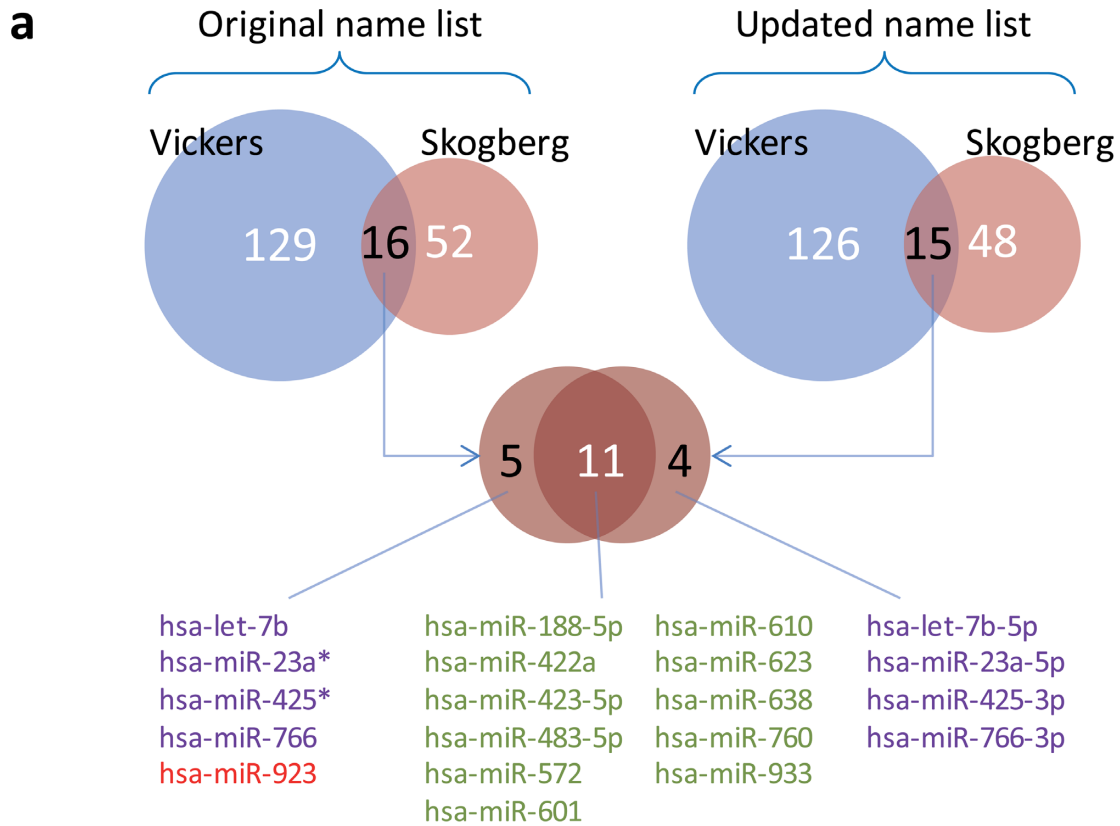 a
Original name list
Updated name list
Vickers
Skogberg
Vickers
Skogberg
129
16
52
126
15
48
5
11
4
hsa-let-7b
hsa-miR-23a*
hsa-miR-425*
hsa-miR-766
hsa-miR-923
hsa-miR-188-5p
hsa-miR-422a
hsa-miR-423-5p
hsa-miR-483-5p
hsa-miR-572
hsa-miR-601
hsa-miR-610
hsa-miR-623
hsa-miR-638
hsa-miR-760
hsa-miR-933
hsa-let-7b-5p
hsa-miR-23a-5p
hsa-miR-425-3p
hsa-miR-766-3p